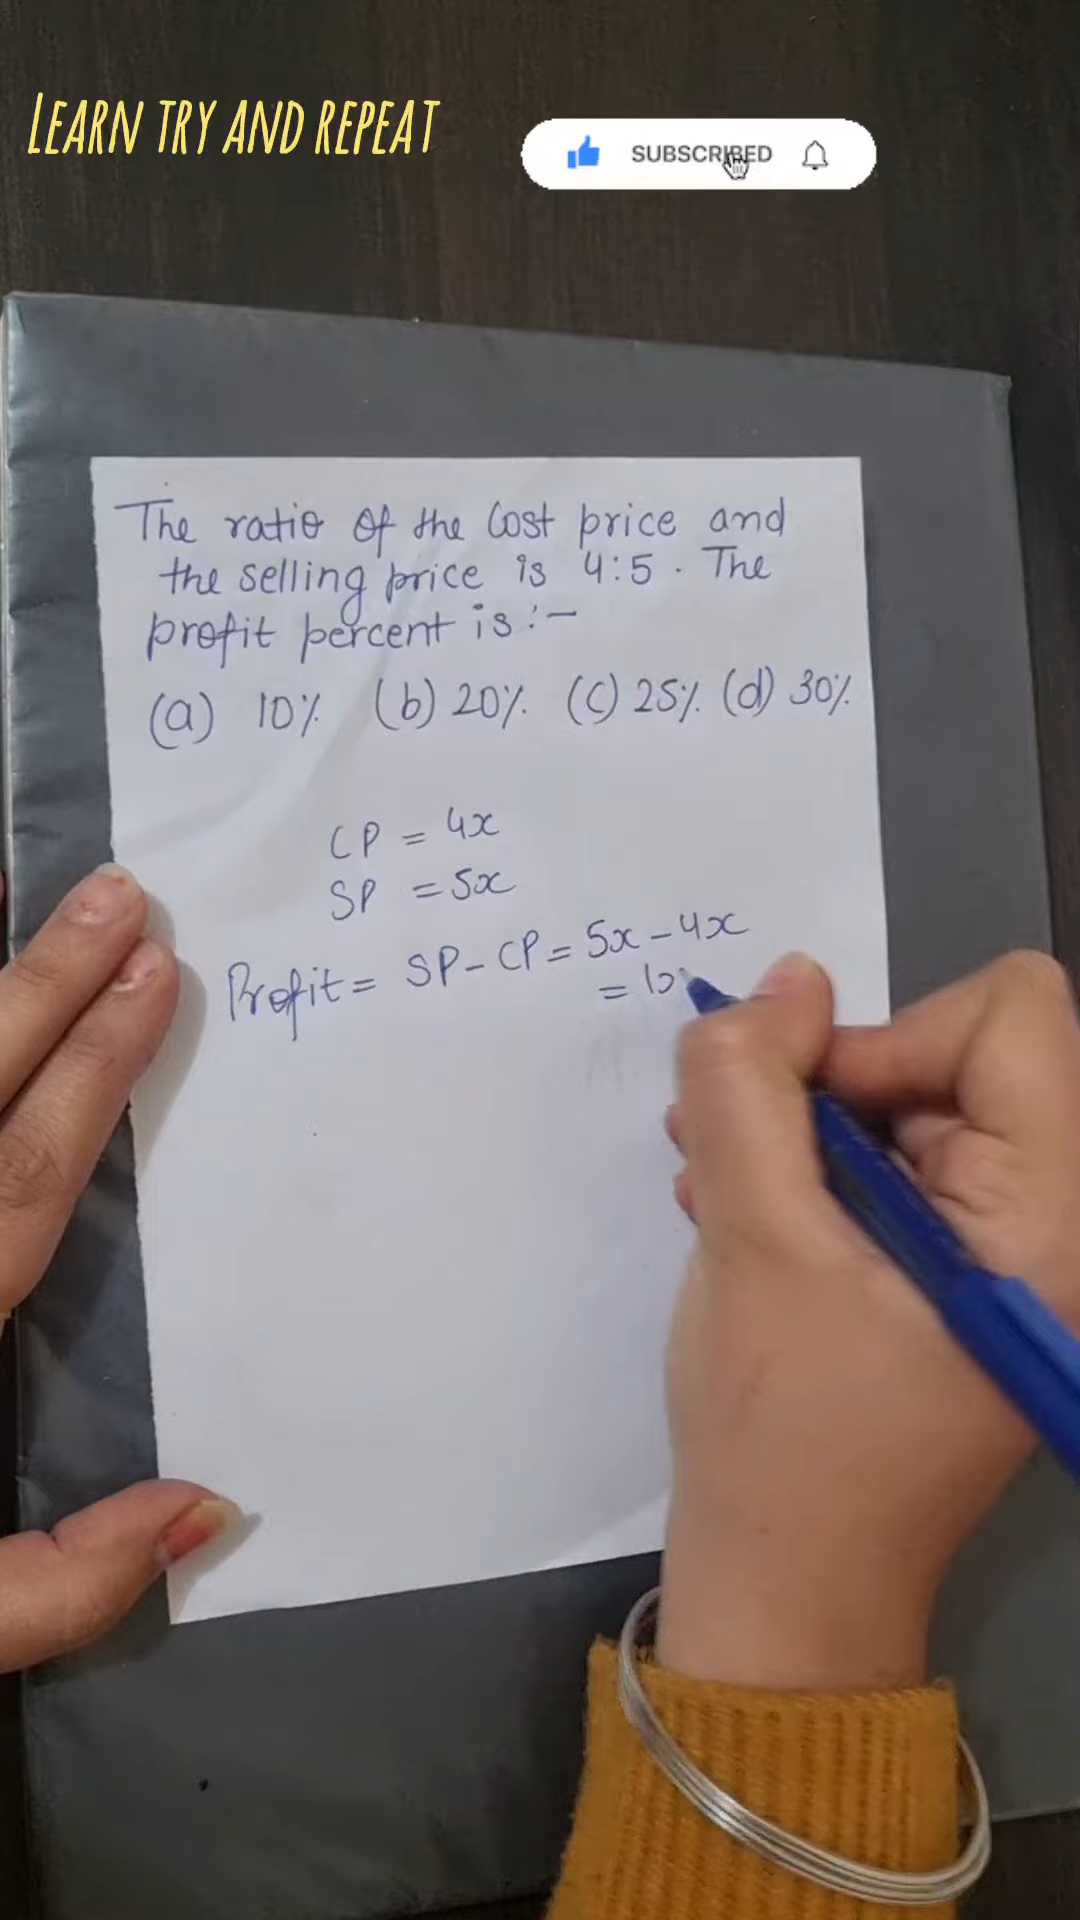 LEARN TRY AND REPEAT
SUBSCRIBED
The ratio of the Cost price and
the selling price is 4:5. The
profit percent is:-
(a) 10% (b) 20% (c) 25% (d) 30%
CP = 4x
SP = 5x
Profit = SP - CP = 5x - 4x
=